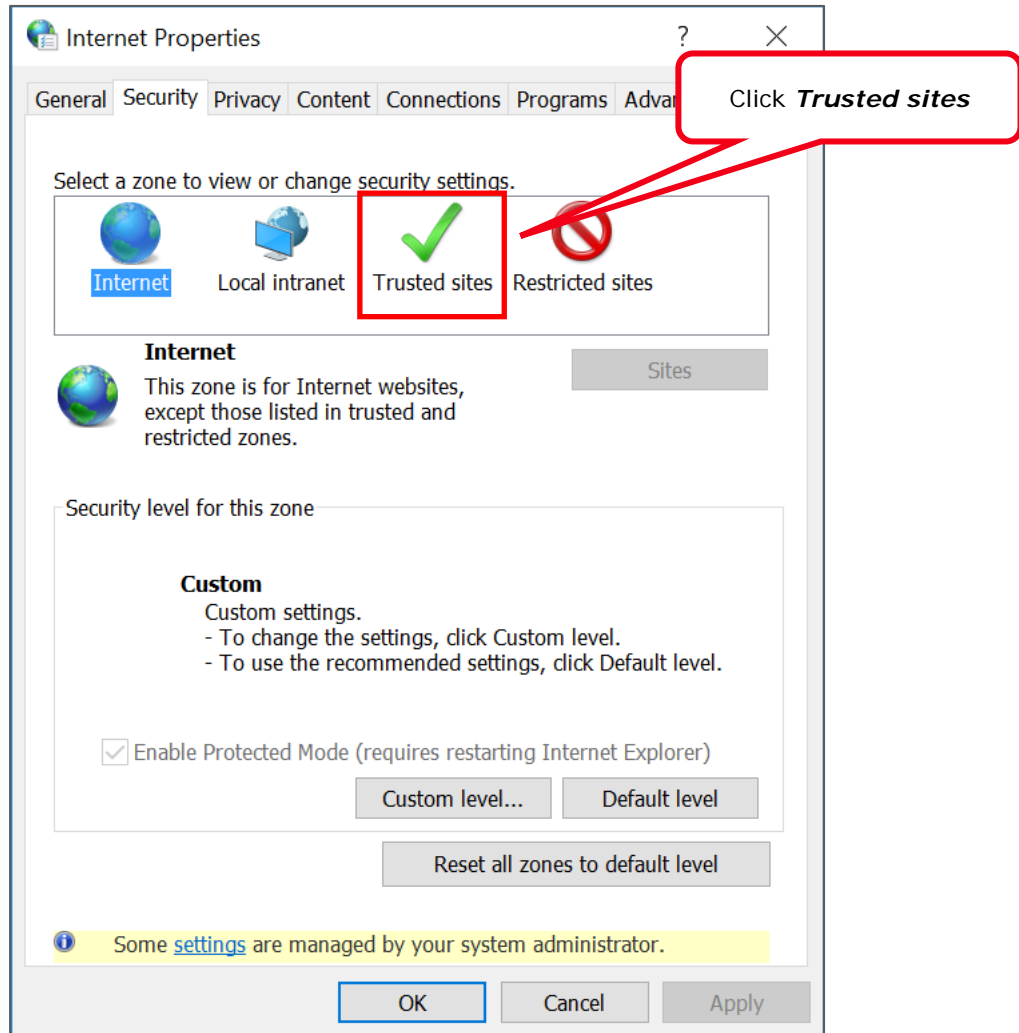 Internet Properties
?
General Security Privacy Content Connections Programs Advan
Click Trusted sites
Select a zone to view or change security settings.
Internet Local intranet Trusted sites Restricted sites
Internet
Sites
This zone is for Internet websites,
except those listed in trusted and
restricted zones.
Security level for this zone
Custom
Custom settings.
- To change the settings, click Custom level.
- To use the recommended settings, click Default level.
Enable Protected Mode (requires restarting Internet Explorer)
Custom level... Default level
Reset all zones to default level
Some settings are managed by your system administrator.
OK Cancel Apply